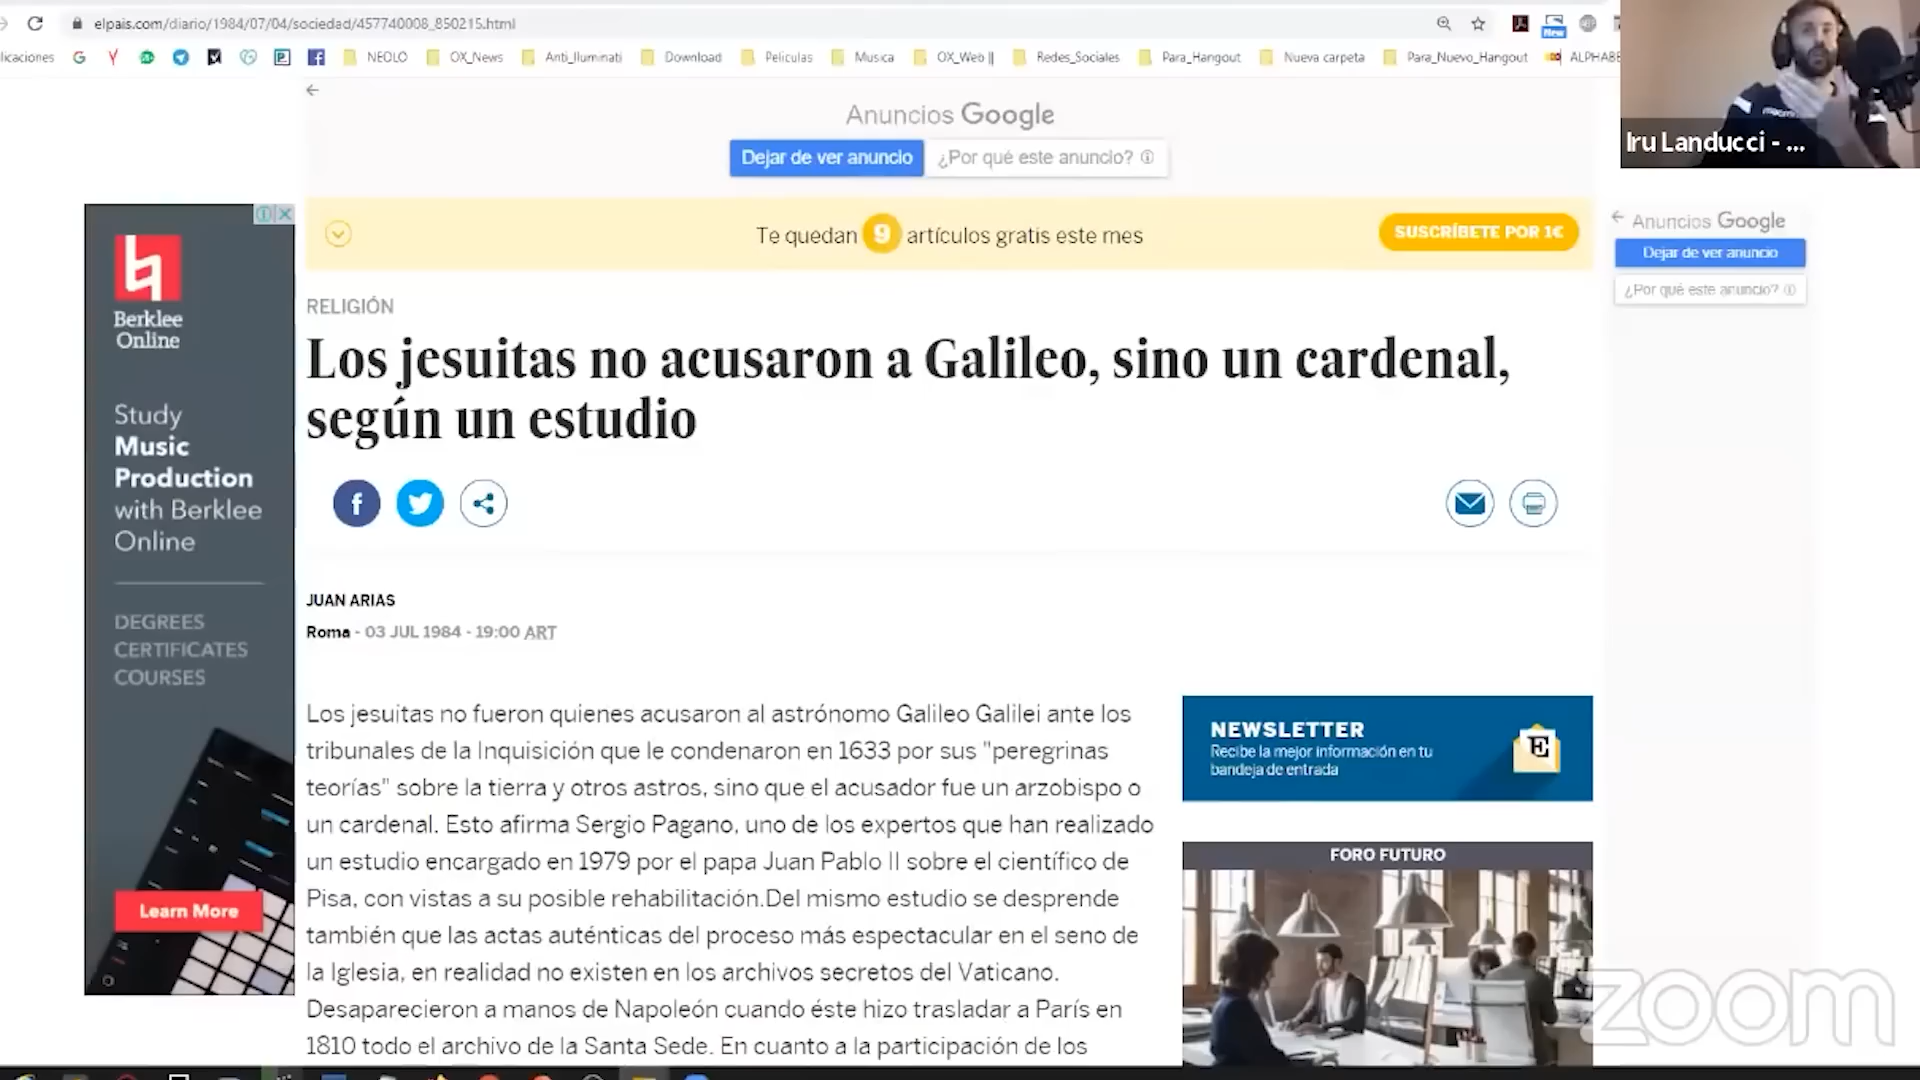 elpais.com/diario/1984/07/04/sociedad/457740008_850215.html
New
licaciones
NEOLO
OX_News
Anti_Iluminati
Download
Peliculas
Musica
OX_Web ||
Redes_Sociales
Para_Hangout
Nueva carpeta
Para_Nuevo_Hangout
ALPHABE
Iru Landucci - ...
Anuncios Google
Dejar de ver anuncio
¿Por qué este anuncio?
Te quedan 9 artículos gratis este mes
SUSCRÍBETE POR 1€
Anuncios Google
Dejar de ver anuncio
¿Por qué este anuncio?
Berklee
Online
Study
Music
Production
with Berklee
Online
DEGREES
CERTIFICATES
COURSES
Learn More
RELIGIÓN
Los jesuitas no acusaron a Galileo, sino un cardenal,
según un estudio
JUAN ARIAS
Roma - 03 JUL 1984 - 19:00 ART
Los jesuitas no fueron quienes acusaron al astrónomo Galileo Galilei ante los
tribunales de la Inquisición que le condenaron en 1633 por sus "peregrinas
teorías" sobre la tierra y otros astros, sino que el acusador fue un arzobispo o
un cardenal. Esto afirma Sergio Pagano, uno de los expertos que han realizado
un estudio encargado en 1979 por el papa Juan Pablo II sobre el científico de
Pisa, con vistas a su posible rehabilitación.Del mismo estudio se desprende
también que las actas auténticas del proceso más espectacular en el seno de
la Iglesia, en realidad no existen en los archivos secretos del Vaticano.
Desaparecieron a manos de Napoleón cuando éste hizo trasladar a París en
1810 todo el archivo de la Santa Sede. En cuanto a la participación de los
NEWSLETTER
Recibe la mejor información en tu
bandeja de entrada
E
FORO FUTURO
zoom